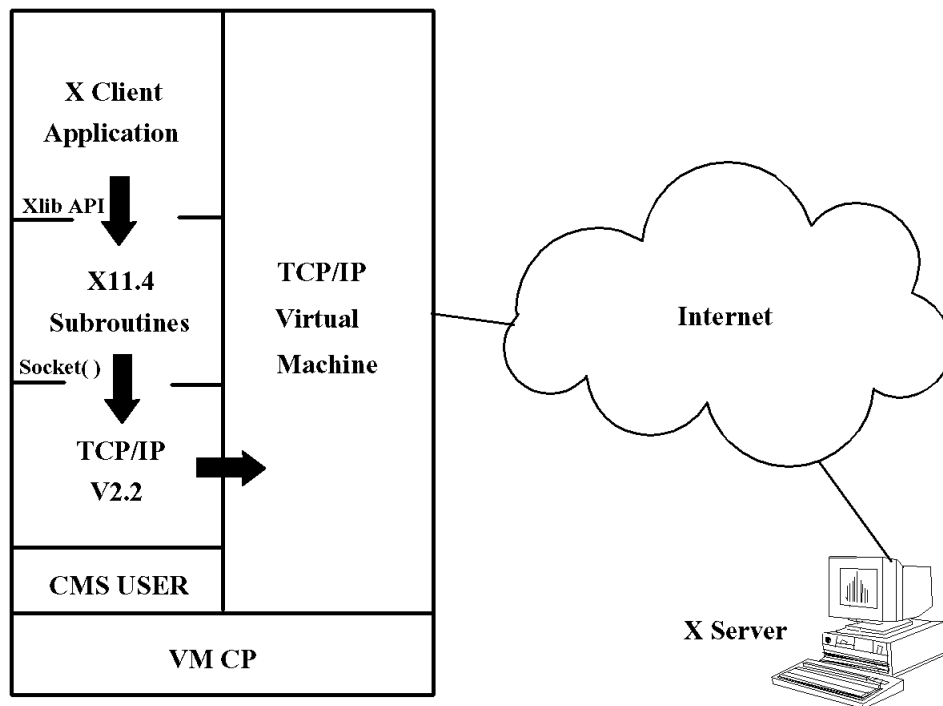 X Client
Application
Xlib API
X11.4
Subroutines
Socket( )
TCP/IP
V2.2
CMS USER
VM CP
TCP/IP
Virtual
Machine
Internet
X Server